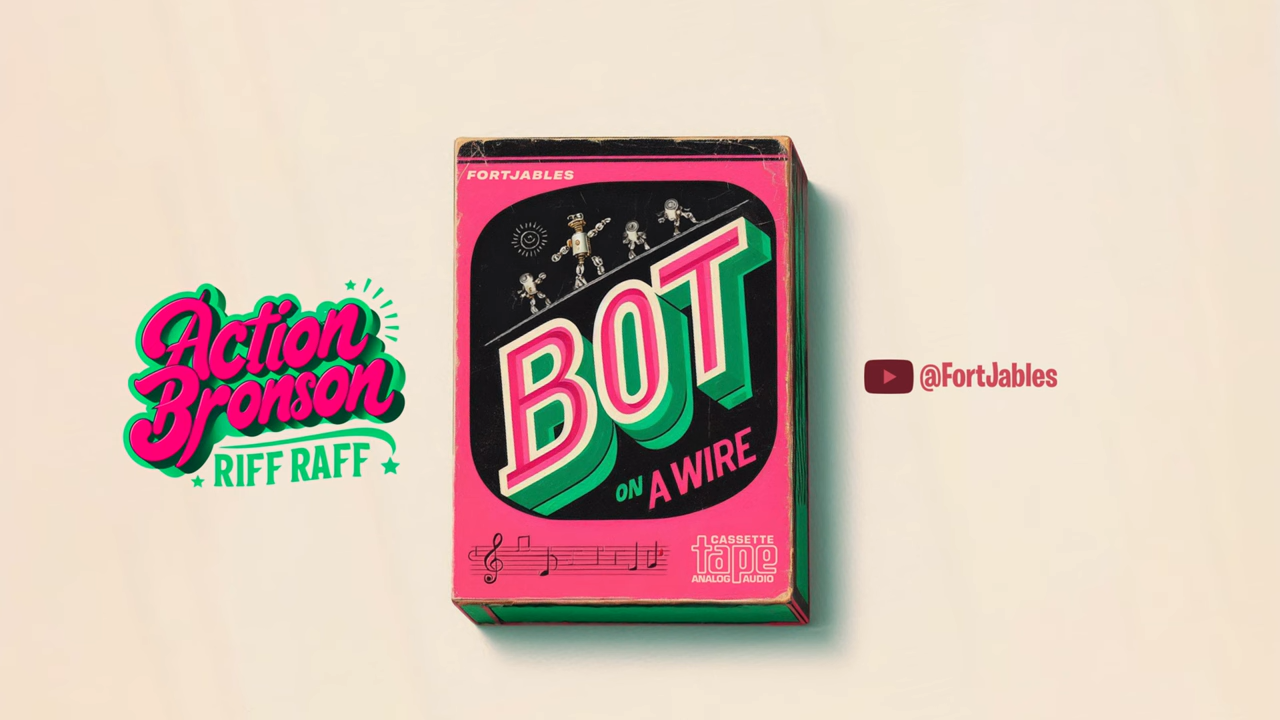 Action
Bronson
RIFF RAFF
FORTJABLES
BOT
ON A WIRE
CASSETTE
tape
ANALOG AUDIO
@FortJables